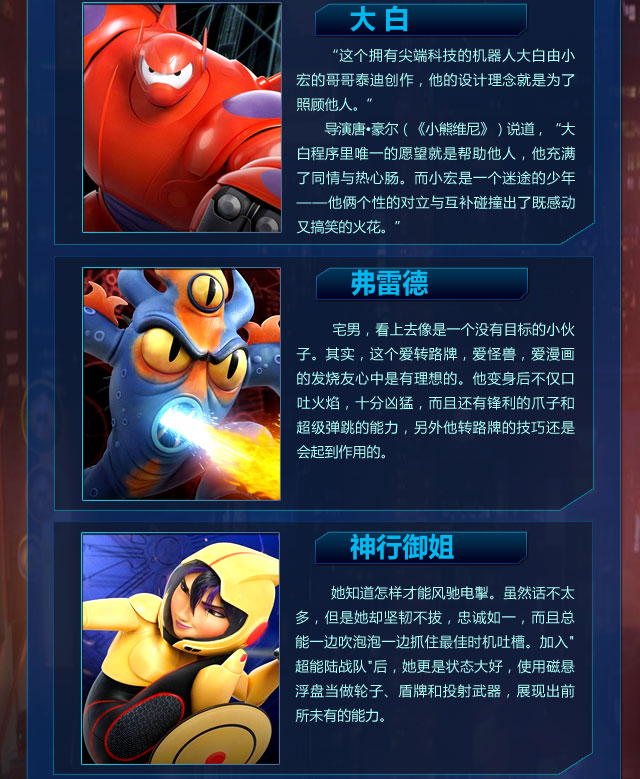 大白
“这个拥有尖端科技的机器人大白由小
宏的哥哥泰迪创作，他的设计理念就是为了
照顾他人。”
导演唐•豪尔（《小熊维尼》）说道，“大
白程序里唯一的愿望就是帮助他人，他充满
了同情与热心肠。而小宏是一个迷途的少年
——他俩个性的对立与互补碰撞出了既感动
又搞笑的火花。”
弗雷德
宅男，看上去像是一个没有目标的小伙
子。其实，这个爱转路牌，爱怪兽，爱漫画
的发烧友心中是有理想的。他变身后不仅口
吐火焰，十分凶猛，而且还有锋利的爪子和
超级弹跳的能力，另外他转路牌的技巧还是
会起到作用的。
神行御姐
她知道怎样才能风驰电掣。虽然话不太
多，但是她却坚韧不拔，忠诚如一，而且总
能一边吹泡泡一边抓住最佳时机吐槽。加入"
超能陆战队"后，她更是状态大好，使用磁悬
浮盘当做轮子、盾牌和投射武器，展现出前
所未有的能力。